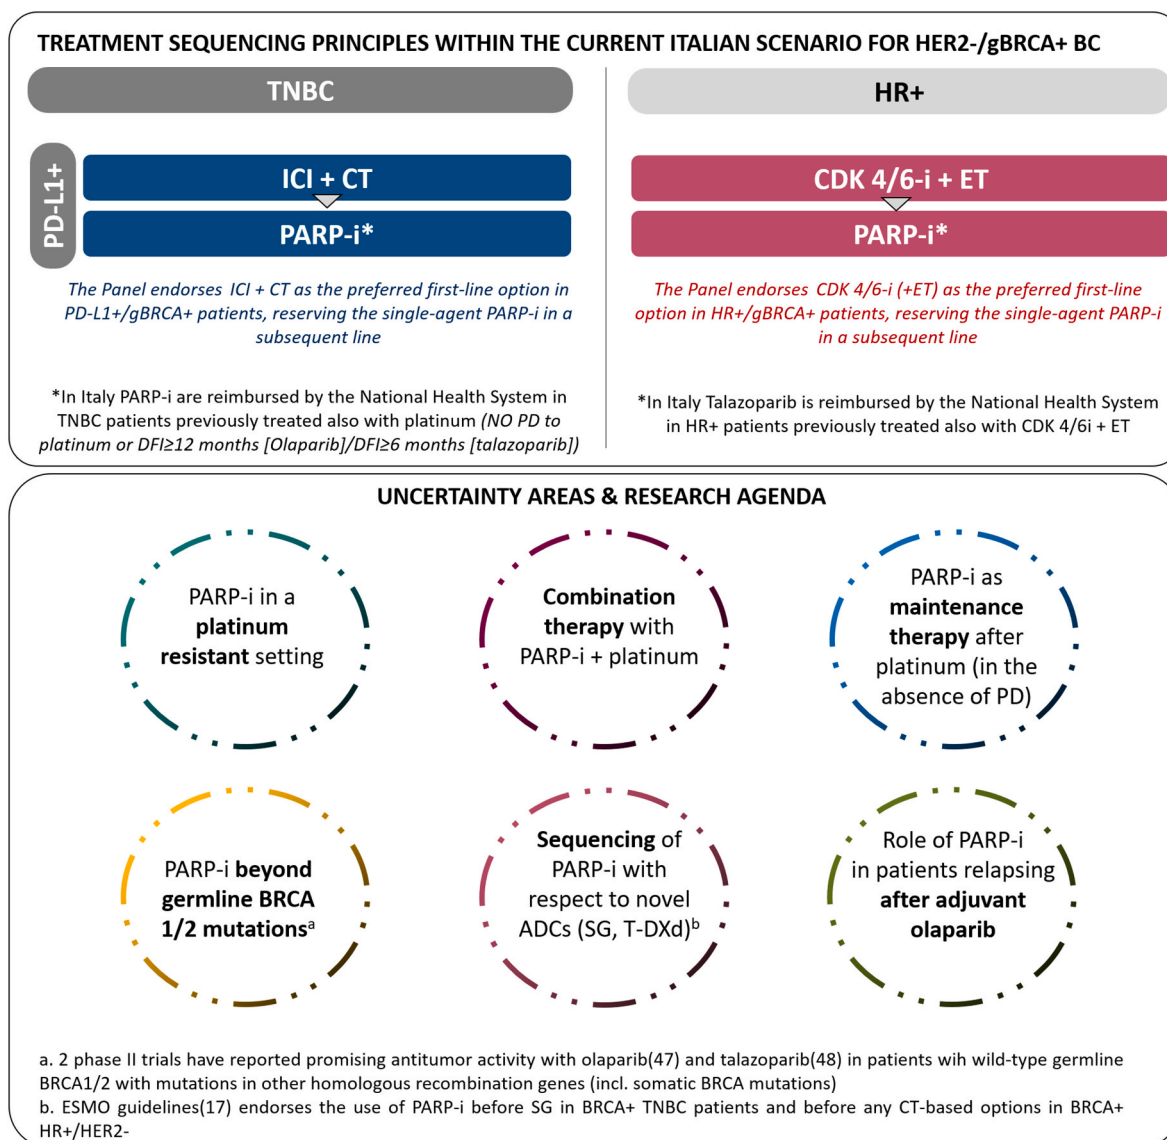 TREATMENT SEQUENCING PRINCIPLES WITHIN THE CURRENT ITALIAN SCENARIO FOR HER2-/gBRCA+ BC
TNBC
PD-L1+
ICI + CT
PARP-i*
The Panel endorses ICI + CT as the preferred first-line option in
PD-L1+/gBRCA+ patients, reserving the single-agent PARP-i in a
subsequent line
*In Italy PARP-i are reimbursed by the National Health System in
TNBC patients previously treated also with platinum (NO PD to
platinum or DFI≥12 months [Olaparib]/DFI≥6 months [talazoparib])
HR+
CDK 4/6-i + ET
PARP-i*
The Panel endorses CDK 4/6-i (+ET) as the preferred first-line
option in HR+/gBRCA+ patients, reserving the single-agent PARP-i
in a subsequent line
*In Italy Talazoparib is reimbursed by the National Health System
in HR+ patients previously treated also with CDK 4/6i + ET
UNCERTAINTY AREAS & RESEARCH AGENDA
PARP-i in a
platinum
resistant setting
Combination
therapy with
PARP-i + platinum
PARP-i as
maintenance
therapy after
platinum (in the
absence of PD)
PARP-i beyond
germline BRCA
1/2 mutationsᵃ
Sequencing of
PARP-i with
respect to novel
ADCs (SG, T-DXd)ᵇ
Role of PARP-i
in patients relapsing
after adjuvant
olaparib
a. 2 phase II trials have reported promising antitumor activity with olaparib(47) and talazoparib(48) in patients wih wild-type germline
BRCA1/2 with mutations in other homologous recombination genes (incl. somatic BRCA mutations)
b. ESMO guidelines(17) endorses the use of PARP-i before SG in BRCA+ TNBC patients and before any CT-based options in BRCA+
HR+/HER2-